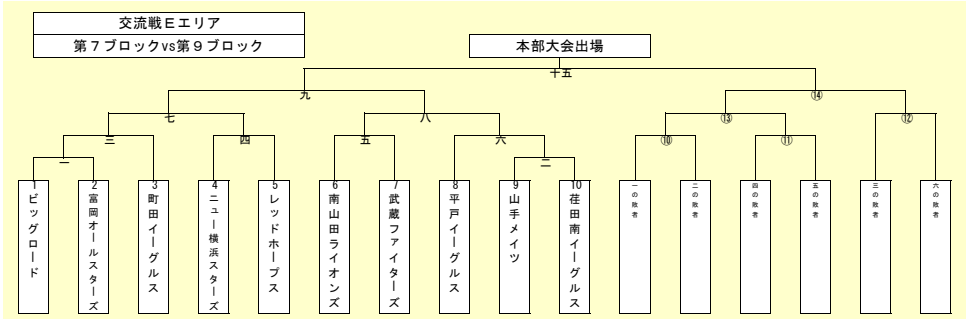 交流戦Eエリア
第７ブロックvs第９ブロック
本部大会出場
十五
九
⑭
七
八
⑬
⑫
三
四
五
六
⑩
⑪
一
二
1
ビッグロード
2
富岡オールスターズ
3
町田イーグルス
4
ニュー横浜スターズ
5
レッドホープス
6
南山田ライオンズ
7
武蔵ファイターズ
8
平戸イーグルス
9
山手メイツ
10
荏田南イーグルス
一の敗者
二の敗者
四の敗者
五の敗者
三の敗者
六の敗者